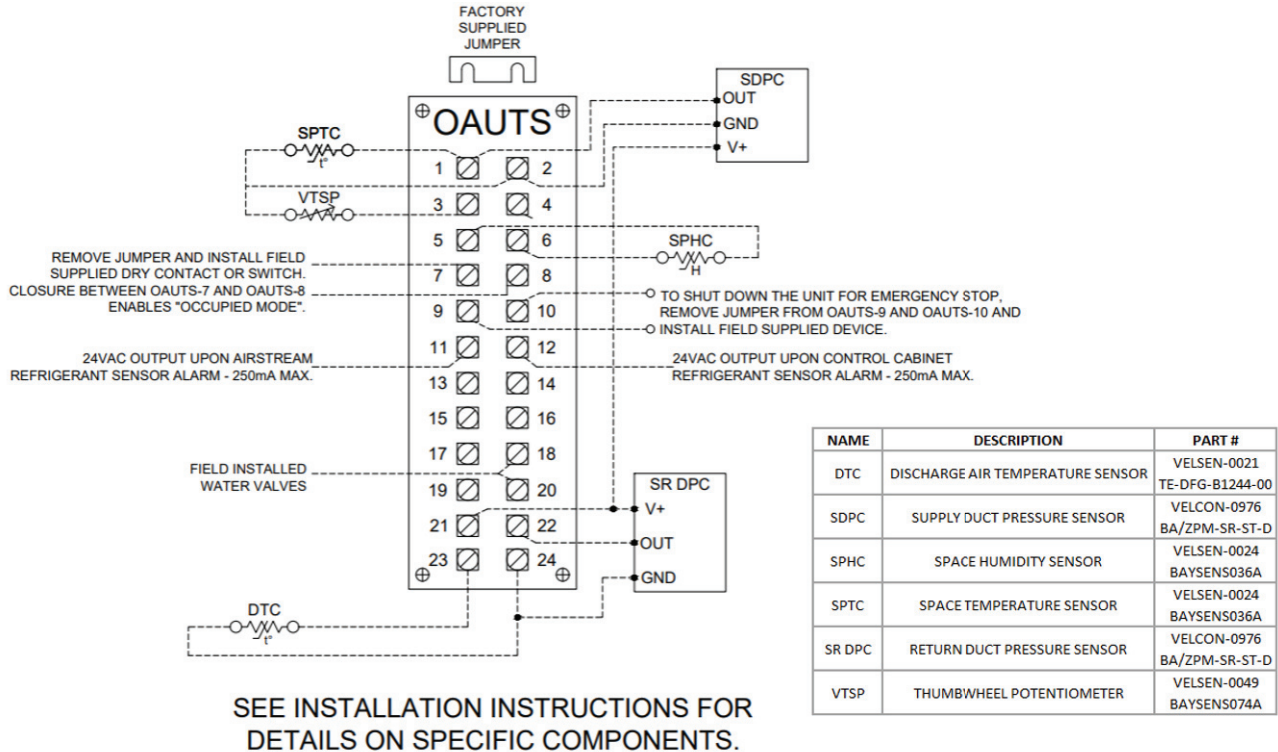 FACTORY
SUPPLIED
JUMPER
OAUTS
SDPC
OUT
GND
V+
SPTC
t°
1
2
VTSP
3
4
5
6
SPHC
H
REMOVE JUMPER AND INSTALL FIELD
SUPPLIED DRY CONTACT OR SWITCH.
CLOSURE BETWEEN OAUTS-7 AND OAUTS-8
ENABLES "OCCUPIED MODE".
7
8
9
10
TO SHUT DOWN THE UNIT FOR EMERGENCY STOP,
REMOVE JUMPER FROM OAUTS-9 AND OAUTS-10 AND
INSTALL FIELD SUPPLIED DEVICE.
24VAC OUTPUT UPON AIRSTREAM
REFRIGERANT SENSOR ALARM - 250mA MAX.
11
12
24VAC OUTPUT UPON CONTROL CABINET
REFRIGERANT SENSOR ALARM - 250mA MAX.
13
14
15
16
17
18
FIELD INSTALLED
WATER VALVES
19
20
21
22
23
24
SR DPC
V+
OUT
GND
DTC
t°
NAME DESCRIPTION PART #
DTC DISCHARGE AIR TEMPERATURE SENSOR VELSEN-0021
TE-DFG-B1244-00
SDPC SUPPLY DUCT PRESSURE SENSOR VELCON-0976
BA/ZPM-SR-ST-D
SPHC SPACE HUMIDITY SENSOR VELSEN-0024
BAYSENS036A
SPTC SPACE TEMPERATURE SENSOR VELSEN-0024
BAYSENS036A
SR DPC RETURN DUCT PRESSURE SENSOR VELCON-0976
BA/ZPM-SR-ST-D
VTSP THUMBWHEEL POTENTIOMETER VELSEN-0049
BAYSENS074A
SEE INSTALLATION INSTRUCTIONS FOR
DETAILS ON SPECIFIC COMPONENTS.